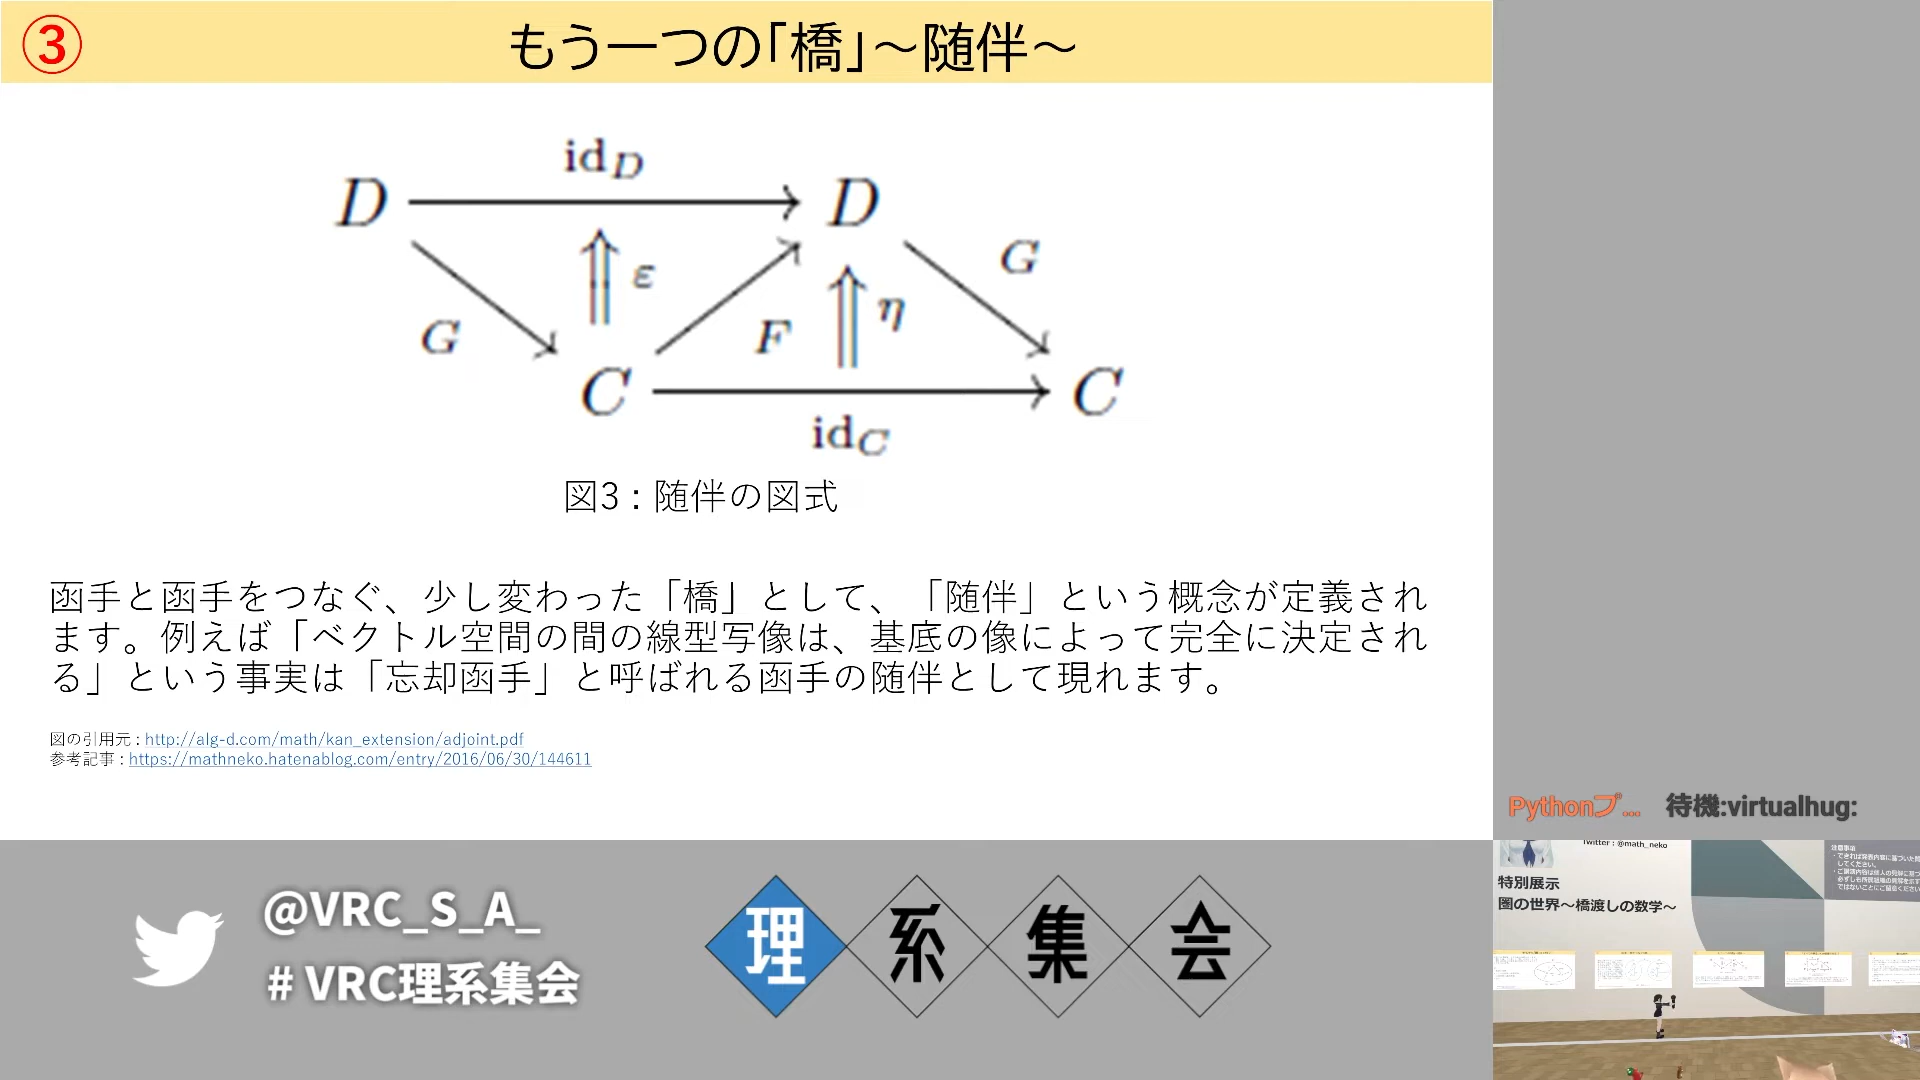 ③ もう一つの「橋」～随伴～
id_D
D D
ε G
G F η
C C
id_C
図3 : 随伴の図式
函手と函手をつなぐ、少し変わった「橋」として、「随伴」という概念が定義され
ます。例えば「ベクトル空間の間の線型写像は、基底の像によって完全に決定され
る」という事実は「忘却函手」と呼ばれる函手の随伴として現れます。
図の引用元 : http://alg-d.com/math/kan_extension/adjoint.pdf
参考記事 : https://mathneko.hatenablog.com/entry/2016/06/30/144611
Pythonプ... 待機:virtualhug:
@VRC_S_A_
# VRC理系集会
理系集会
Twitter : @math_neko
特別展示
圏の世界～橋渡しの数学～
注意事項